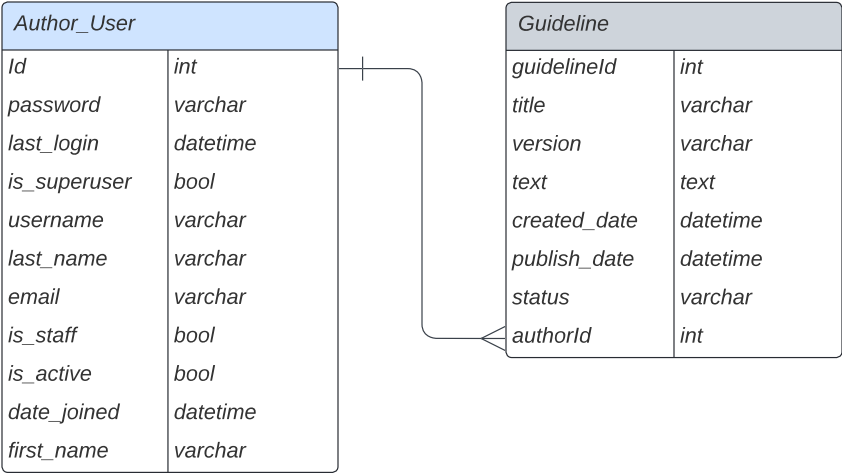 Author_User
Id int
password varchar
last_login datetime
is_superuser bool
username varchar
last_name varchar
email varchar
is_staff bool
is_active bool
date_joined datetime
first_name varchar
Guideline
guidelineId int
title varchar
version varchar
text text
created_date datetime
publish_date datetime
status varchar
authorId int